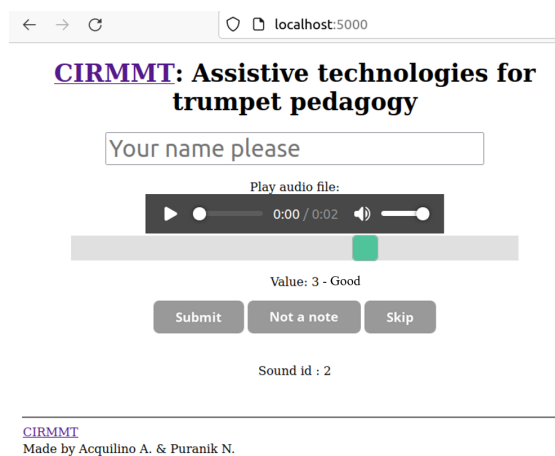 localhost:5000
CIRMMT: Assistive technologies for
trumpet pedagogy
Your name please
Play audio file:
0:00 / 0:02
Value: 3 - Good
Submit Not a note Skip
Sound id : 2
CIRMMT
Made by Acquilino A. & Puranik N.